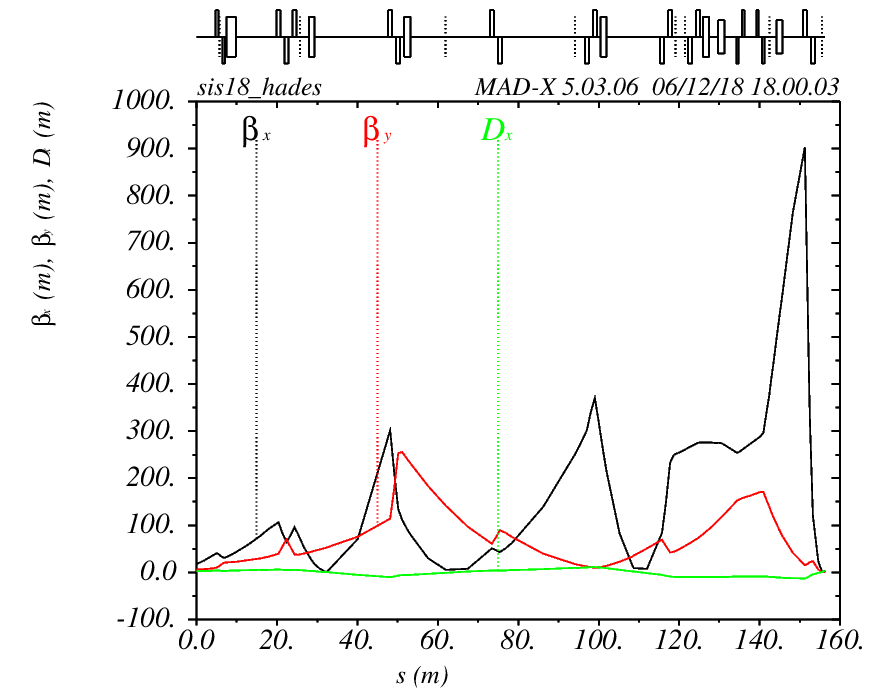 sis18_hades MAD-X 5.03.06 06/12/18 18.00.03
βx βy Dx
βx (m), βy (m), Dx (m)
1000.
900.
800.
700.
600.
500.
400.
300.
200.
100.
0.0
-100.
0.0 20. 40. 60. 80. 100. 120. 140. 160.
s (m)